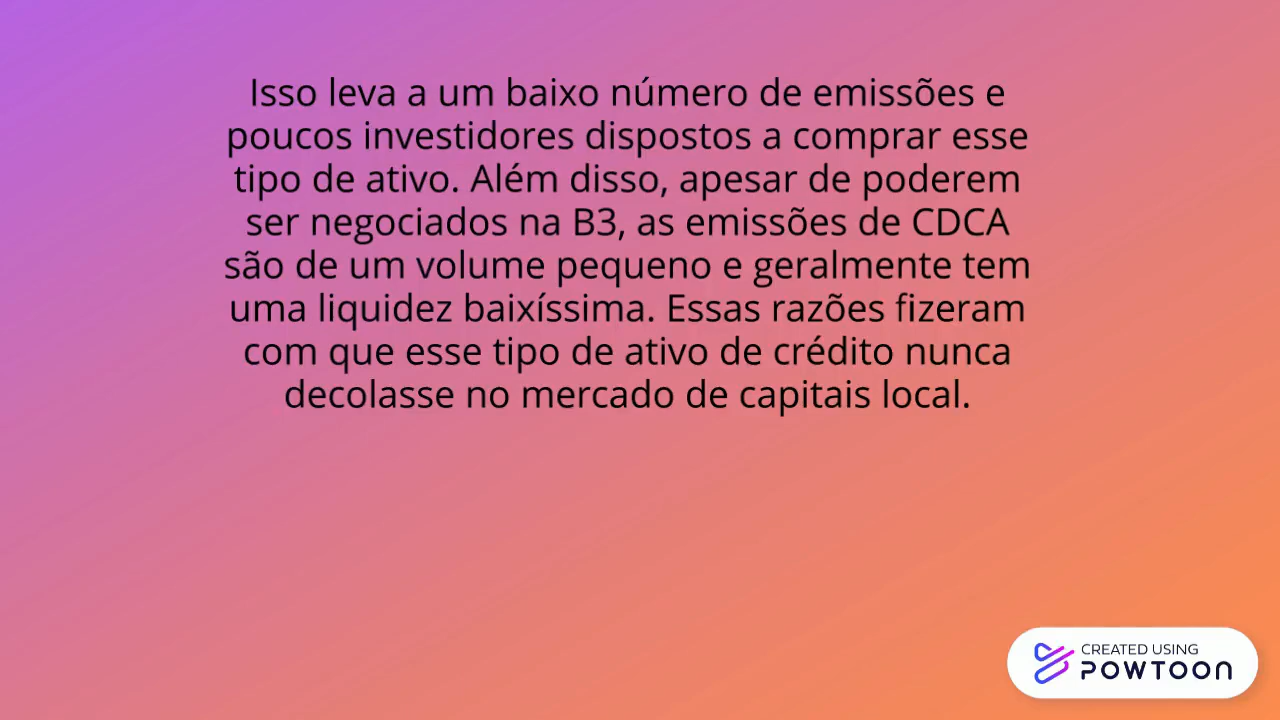 Isso leva a um baixo número de emissões e
poucos investidores dispostos a comprar esse
tipo de ativo. Além disso, apesar de poderem
ser negociados na B3, as emissões de CDCA
são de um volume pequeno e geralmente tem
uma liquidez baixíssima. Essas razões fizeram
com que esse tipo de ativo de crédito nunca
decolasse no mercado de capitais local.
CREATED USING
POWTOON